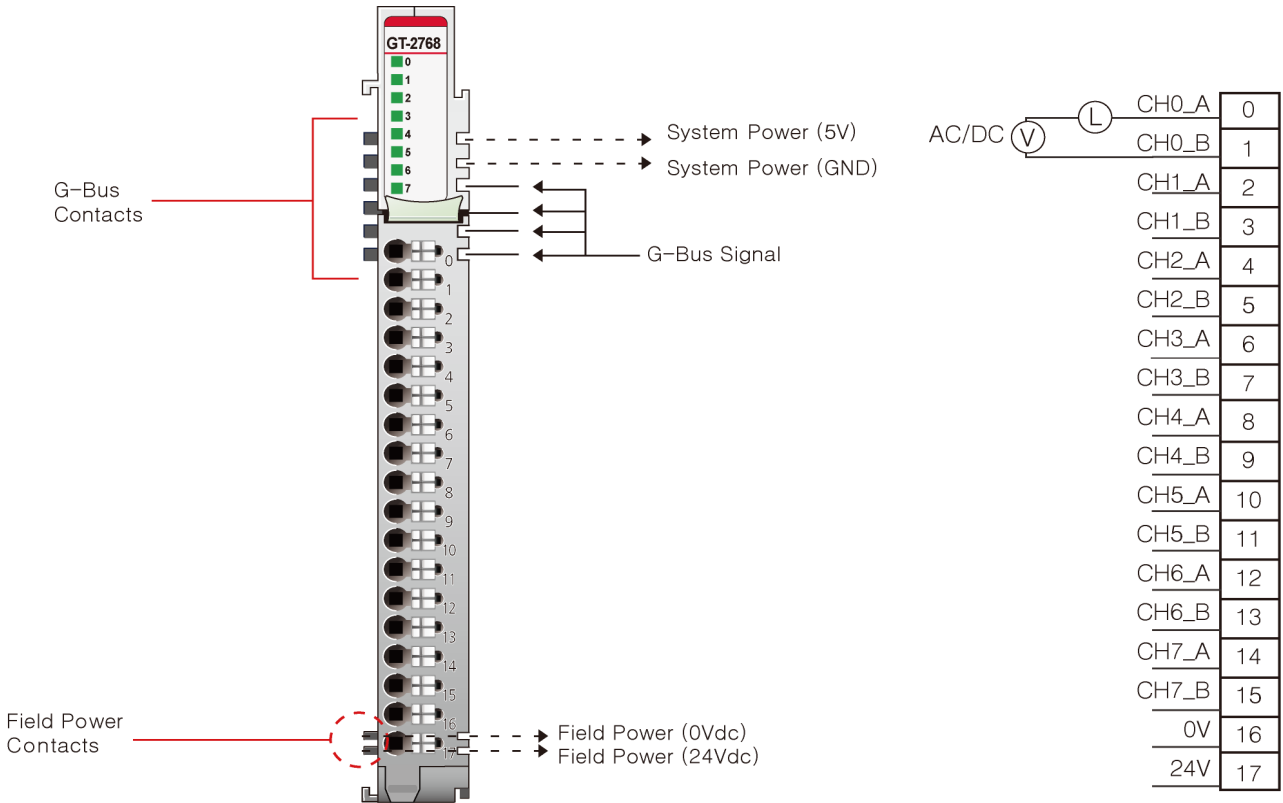 GT-2768
0
1
2
3
4
5
6
7
System Power (5V)
System Power (GND)
G-Bus
Contacts
G-Bus Signal
0
1
2
3
4
5
6
7
8
9
10
11
12
13
14
15
16
17
Field Power
Contacts
Field Power (0Vdc)
Field Power (24Vdc)
AC/DC V
L
CH0_A 0
CH0_B 1
CH1_A 2
CH1_B 3
CH2_A 4
CH2_B 5
CH3_A 6
CH3_B 7
CH4_A 8
CH4_B 9
CH5_A 10
CH5_B 11
CH6_A 12
CH6_B 13
CH7_A 14
CH7_B 15
0V 16
24V 17